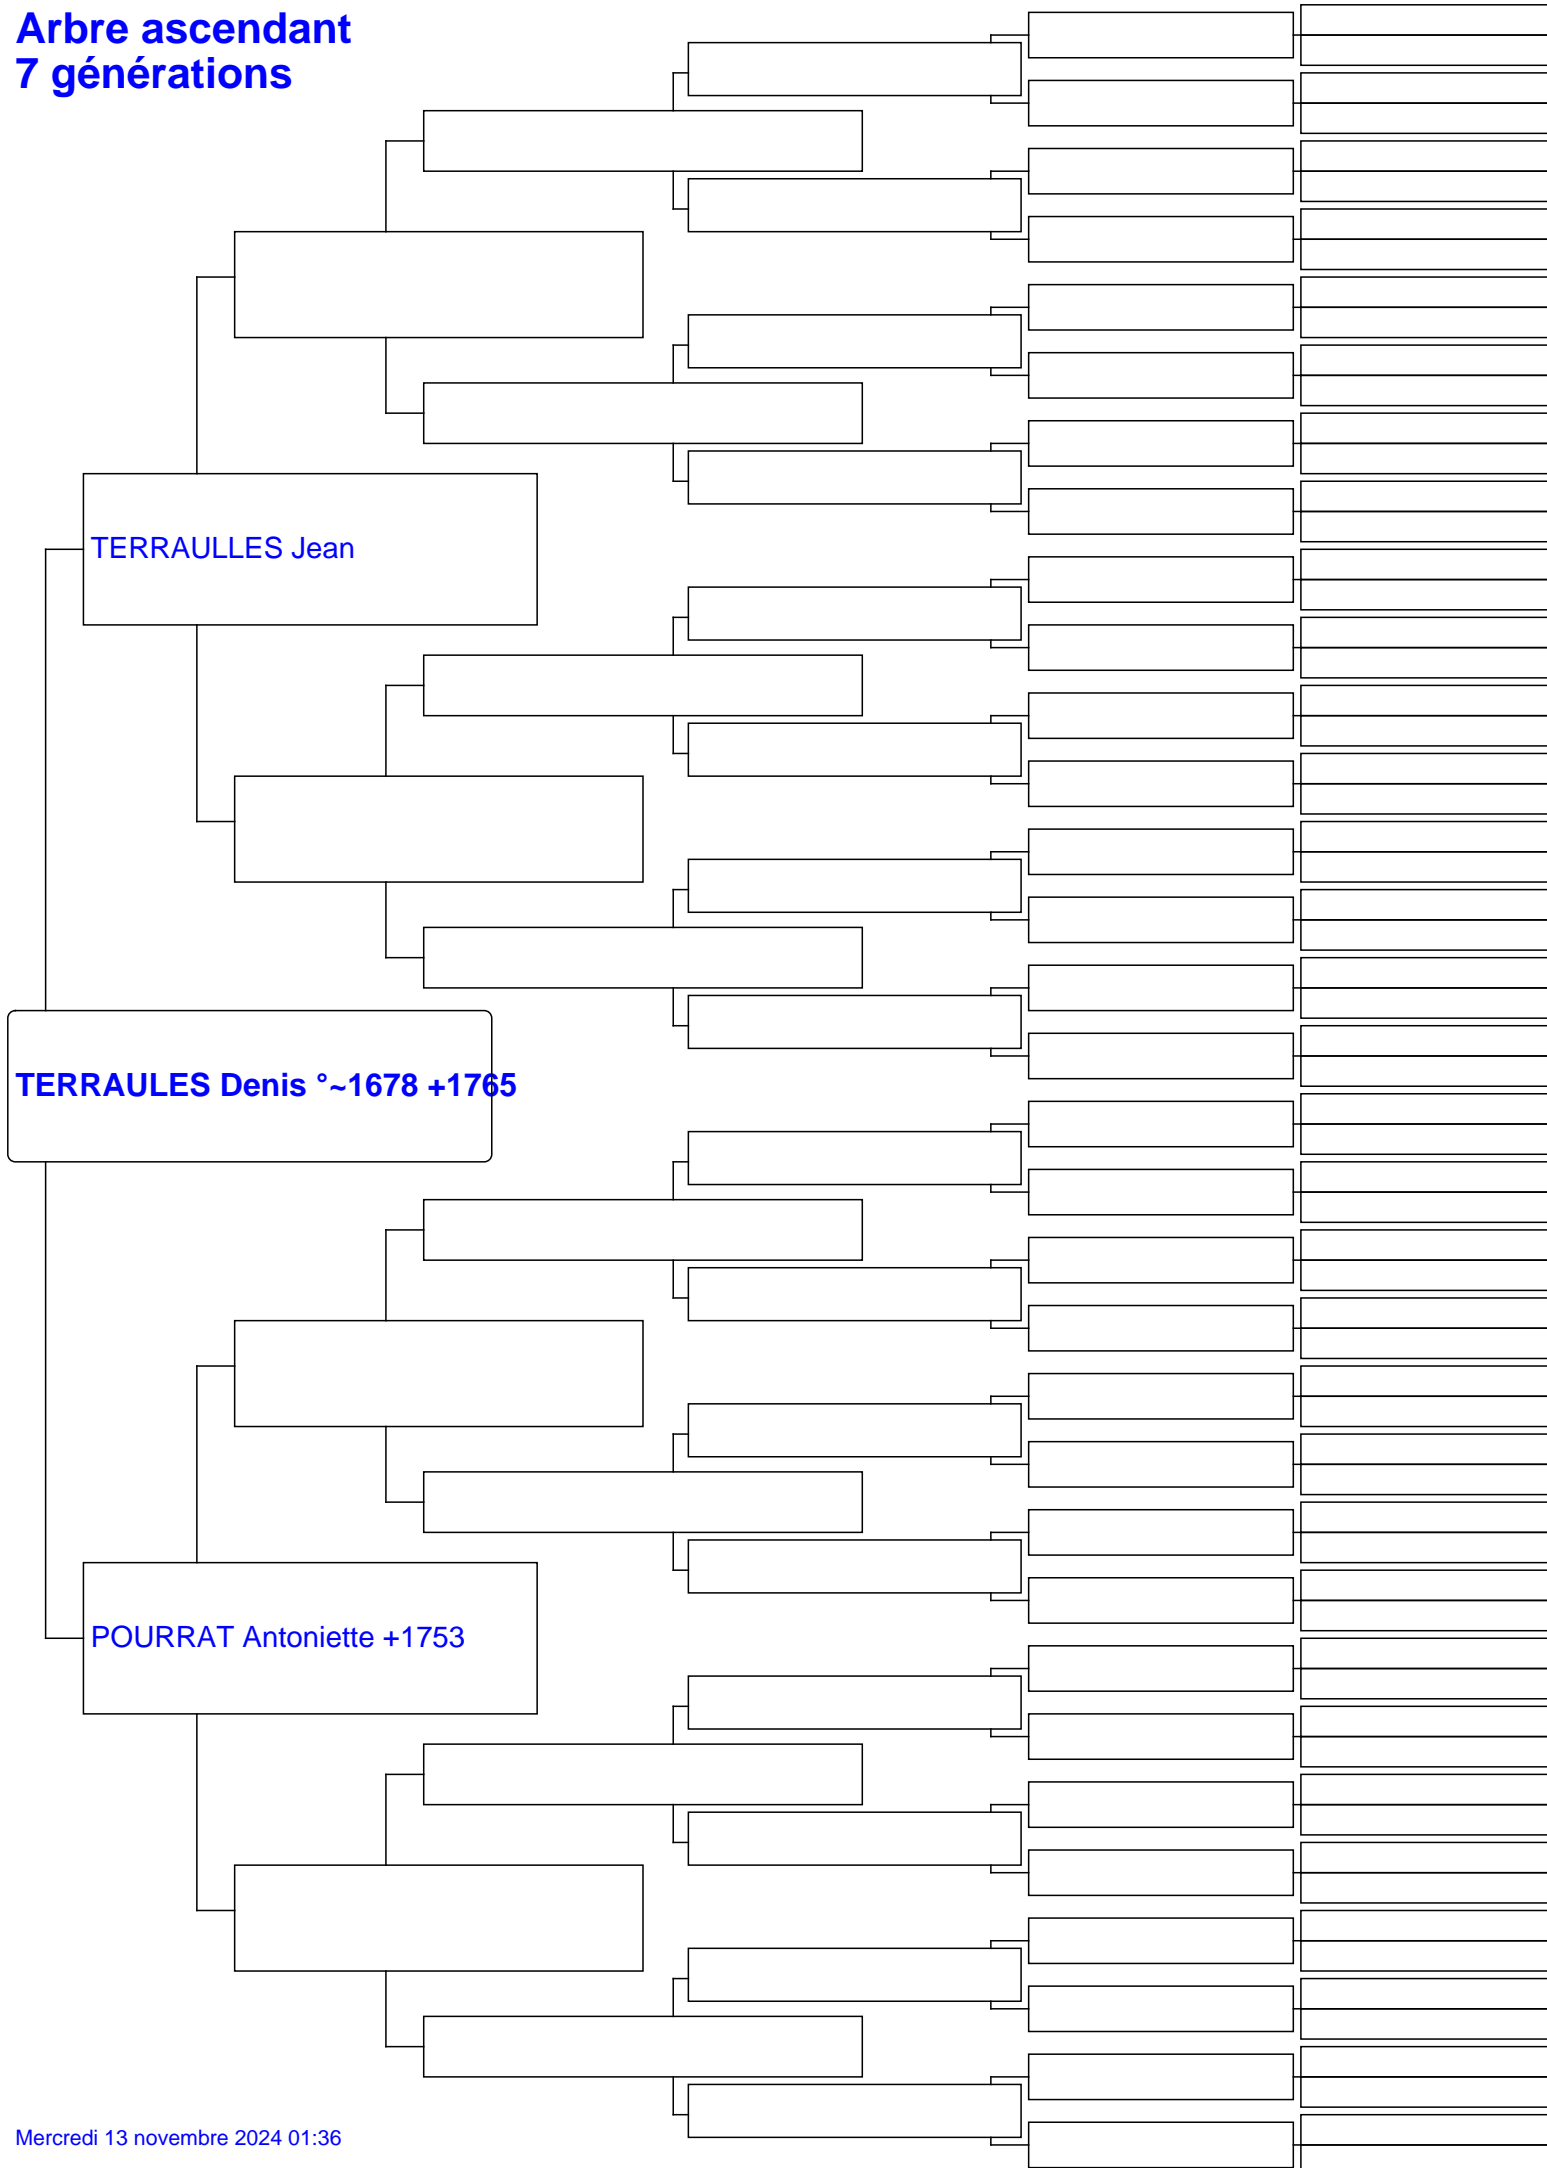 Arbre ascendant
7 générations
TERRAULLES Jean
TERRAULES Denis °~1678 +1765
POURRAT Antoniette +1753
Mercredi 13 novembre 2024 01:36